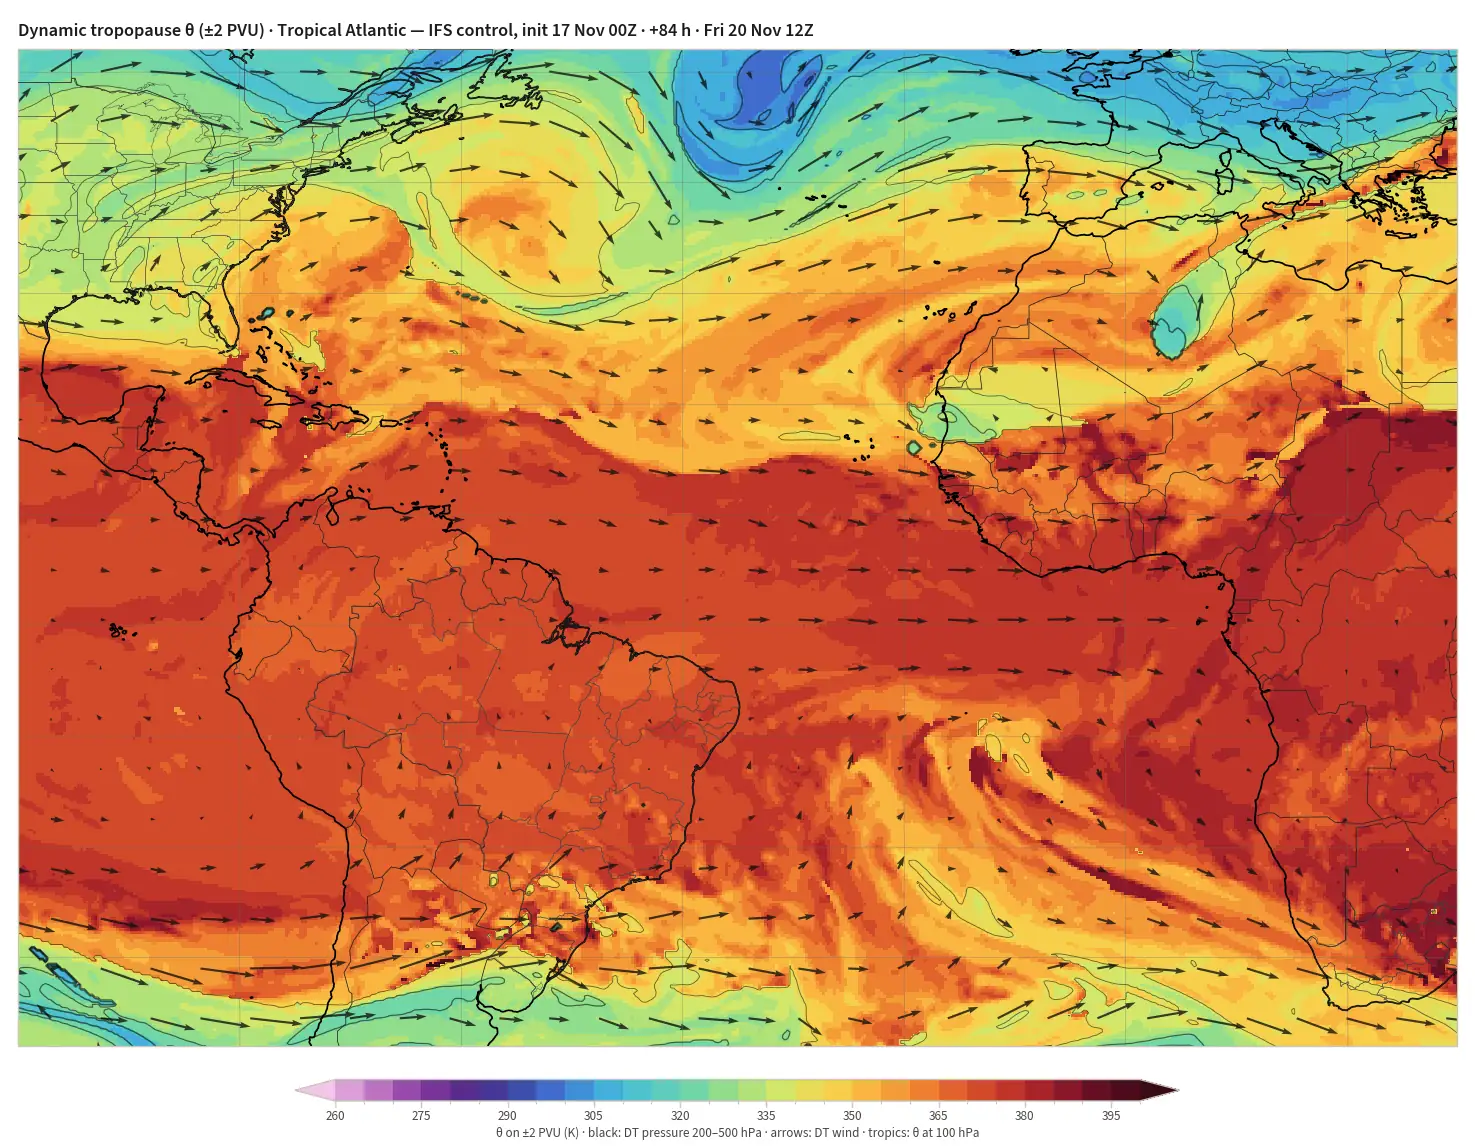 Dynamic tropopause θ (±2 PVU) · Tropical Atlantic — IFS control, init 17 Nov 00Z · +84 h · Fri 20 Nov 12Z
260 275 290 305 320 335 350 365 380 395
θ on ±2 PVU (K) · black: DT pressure 200–500 hPa · arrows: DT wind · tropics: θ at 100 hPa